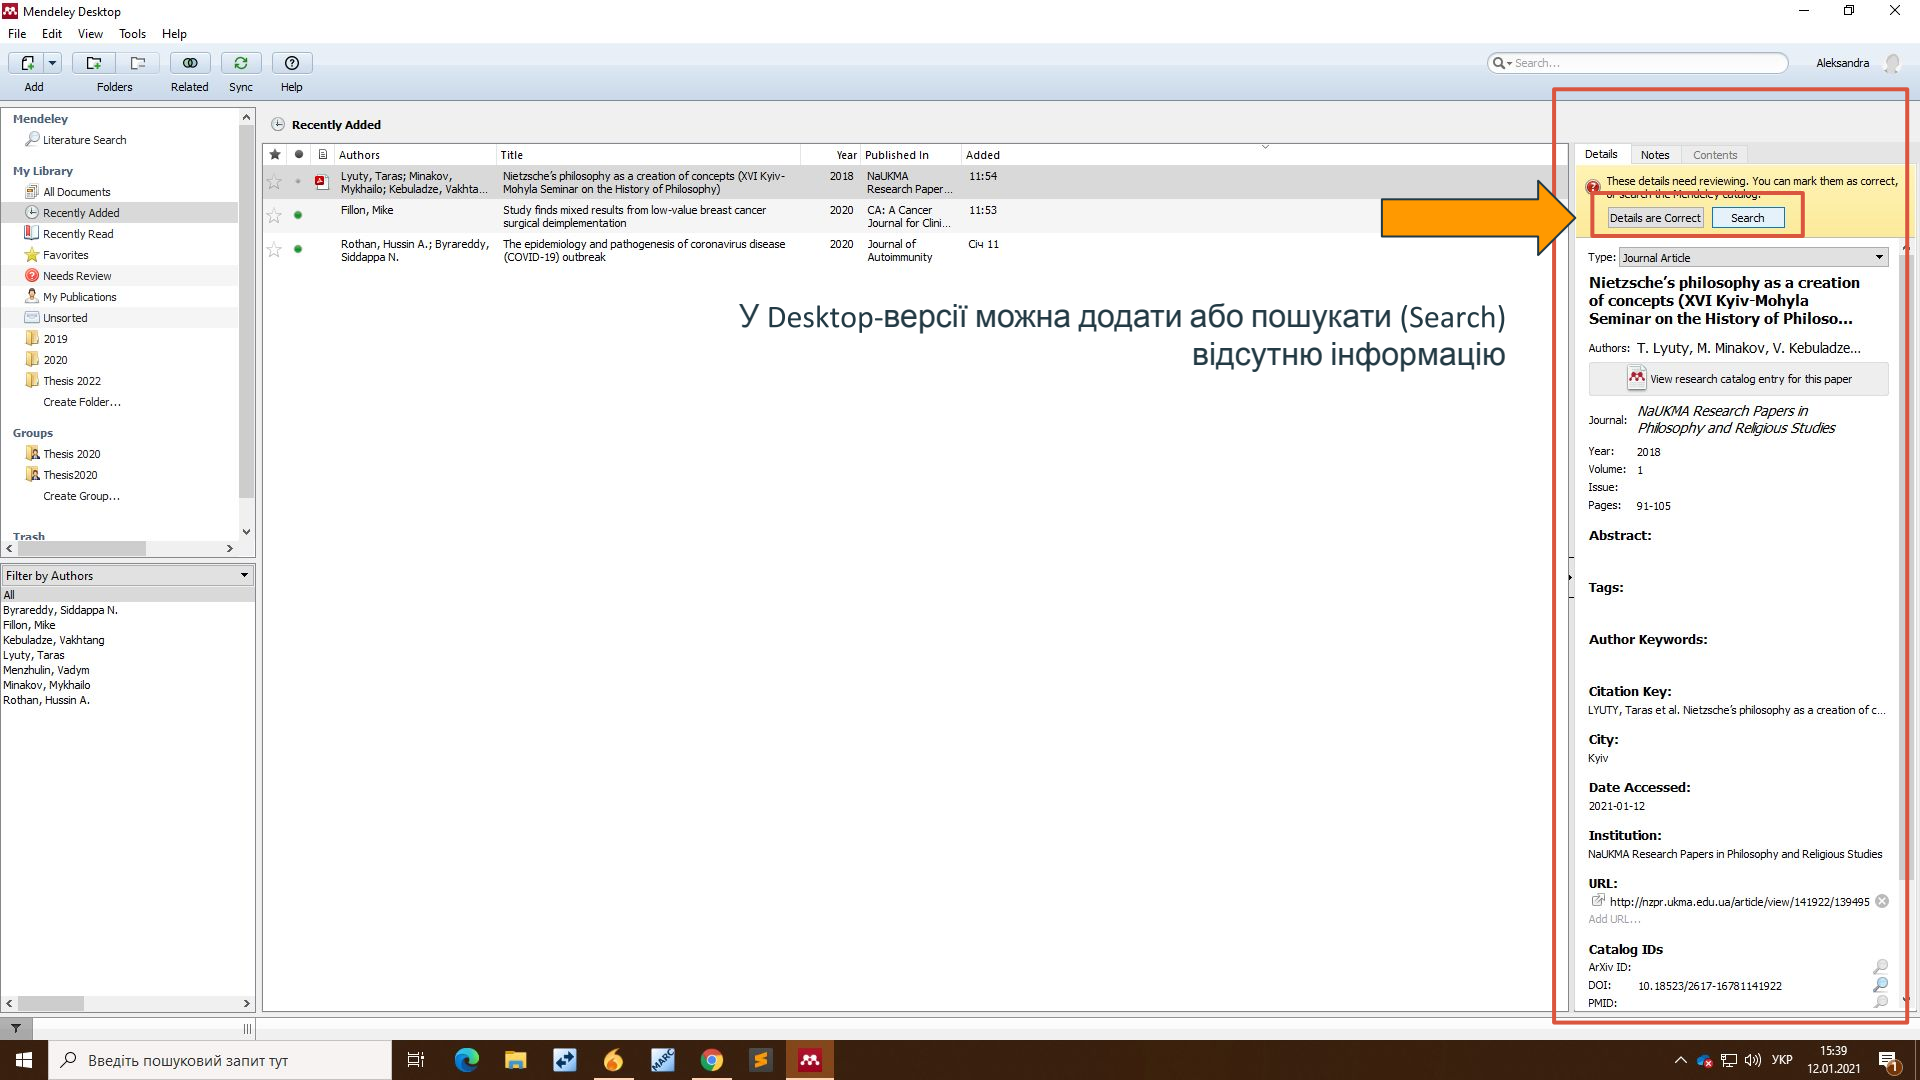 Mendeley Desktop
File Edit View Tools Help
Add Folders Related Sync Help
Search...
Aleksandra
Mendeley
Literature Search
My Library
All Documents
Recently Added
Recently Read
Favorites
Needs Review
My Publications
Unsorted
2019
2020
Thesis 2022
Create Folder...
Groups
Thesis 2020
Thesis2020
Create Group...
Trash
Filter by Authors
All
Byrareddy, Siddappa N.
Fillon, Mike
Kebuladze, Vakhtang
Lyuty, Taras
Menzhulin, Vadym
Minakov, Mykhailo
Rothan, Hussin A.
Recently Added
Authors Title Year Published In Added
Lyuty, Taras; Minakov, Nietzsche’s philosophy as a creation of concepts (XVI Kyiv- 2018 NaUKMA 11:54
Mykhailo; Kebuladze, Vakhta... Mohyla Seminar on the History of Philosophy) Research Paper...
Fillon, Mike Study finds mixed results from low-value breast cancer 2020 CA: A Cancer 11:53
surgical deimplementation Journal for Clini...
Rothan, Hussin A.; Byrareddy, The epidemiology and pathogenesis of coronavirus disease 2020 Journal of Січ 11
Siddappa N. (COVID-19) outbreak Autoimmunity
У Desktop-версії можна додати або пошукати (Search)
відсутню інформацію
Details Notes Contents
These details need reviewing. You can mark them as correct,
or search the Mendeley catalog.
Details are Correct Search
Type: Journal Article
Nietzsche’s philosophy as a creation
of concepts (XVI Kyiv-Mohyla
Seminar on the History of Philoso...
Authors: T. Lyuty, M. Minakov, V. Kebuladze...
View research catalog entry for this paper
Journal: NaUKMA Research Papers in
Philosophy and Religious Studies
Year: 2018
Volume: 1
Issue:
Pages: 91-105
Abstract:
Tags:
Author Keywords:
Citation Key:
LYUTY, Taras et al. Nietzsche’s philosophy as a creation of c...
City:
Kyiv
Date Accessed:
2021-01-12
Institution:
NaUKMA Research Papers in Philosophy and Religious Studies
URL:
http://nzpr.ukma.edu.ua/article/view/141922/139495
Add URL...
Catalog IDs
ArXiv ID:
DOI: 10.18523/2617-16781141922
PMID:
Введіть пошуковий запит тут
MARC
УКР
15:39
12.01.2021
1